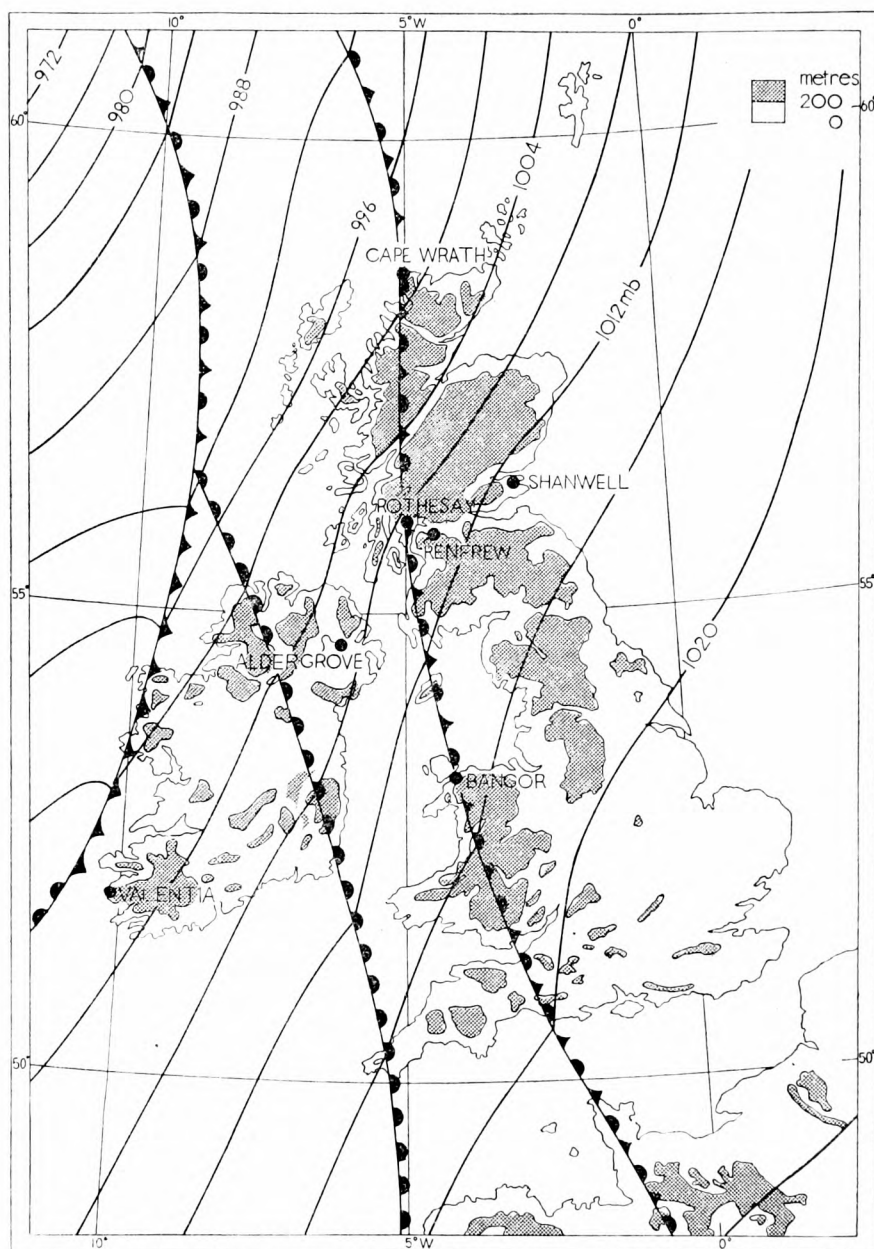 10° 5°W 0°
972
980
988
metres
200
0
60° 60°
996
1004
CAPE WRATH
1012mb
SHANWELL
ROTHESAY
RENFREW
55° 55°
ALDERGROVE
1020
BANGOR
VALENTIA
50° 50°
10° 5°W 0°